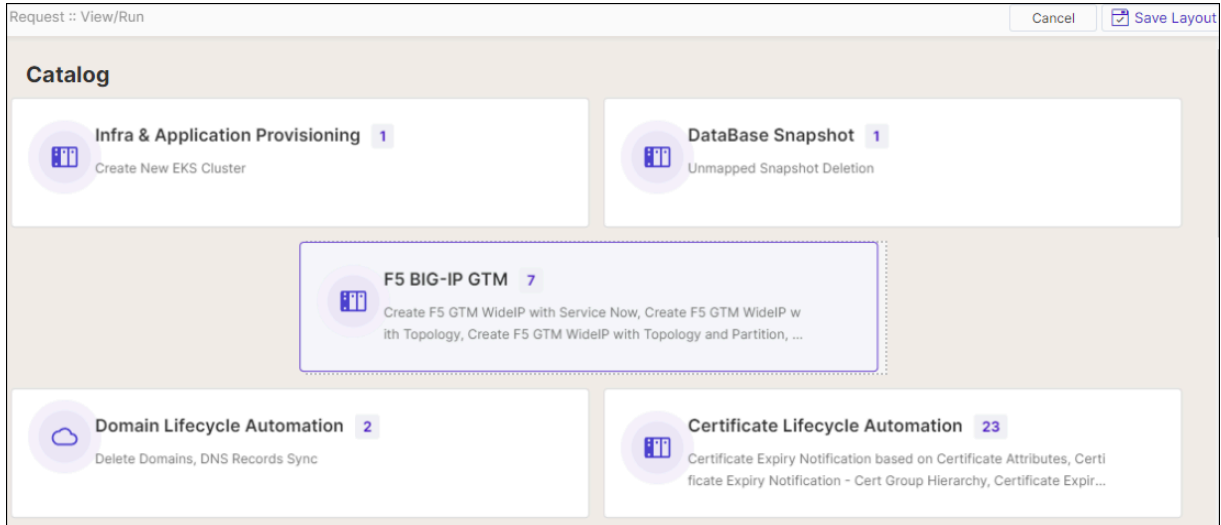 Request :: View/Run
Cancel
Save Layout
Catalog
Infra & Application Provisioning 1
Create New EKS Cluster
DataBase Snapshot 1
Unmapped Snapshot Deletion
F5 BIG-IP GTM 7
Create F5 GTM WideIP with Service Now, Create F5 GTM WideIP w
ith Topology, Create F5 GTM WideIP with Topology and Partition, ...
Domain Lifecycle Automation 2
Delete Domains, DNS Records Sync
Certificate Lifecycle Automation 23
Certificate Expiry Notification based on Certificate Attributes, Certi
ficate Expiry Notification - Cert Group Hierarchy, Certificate Expir...